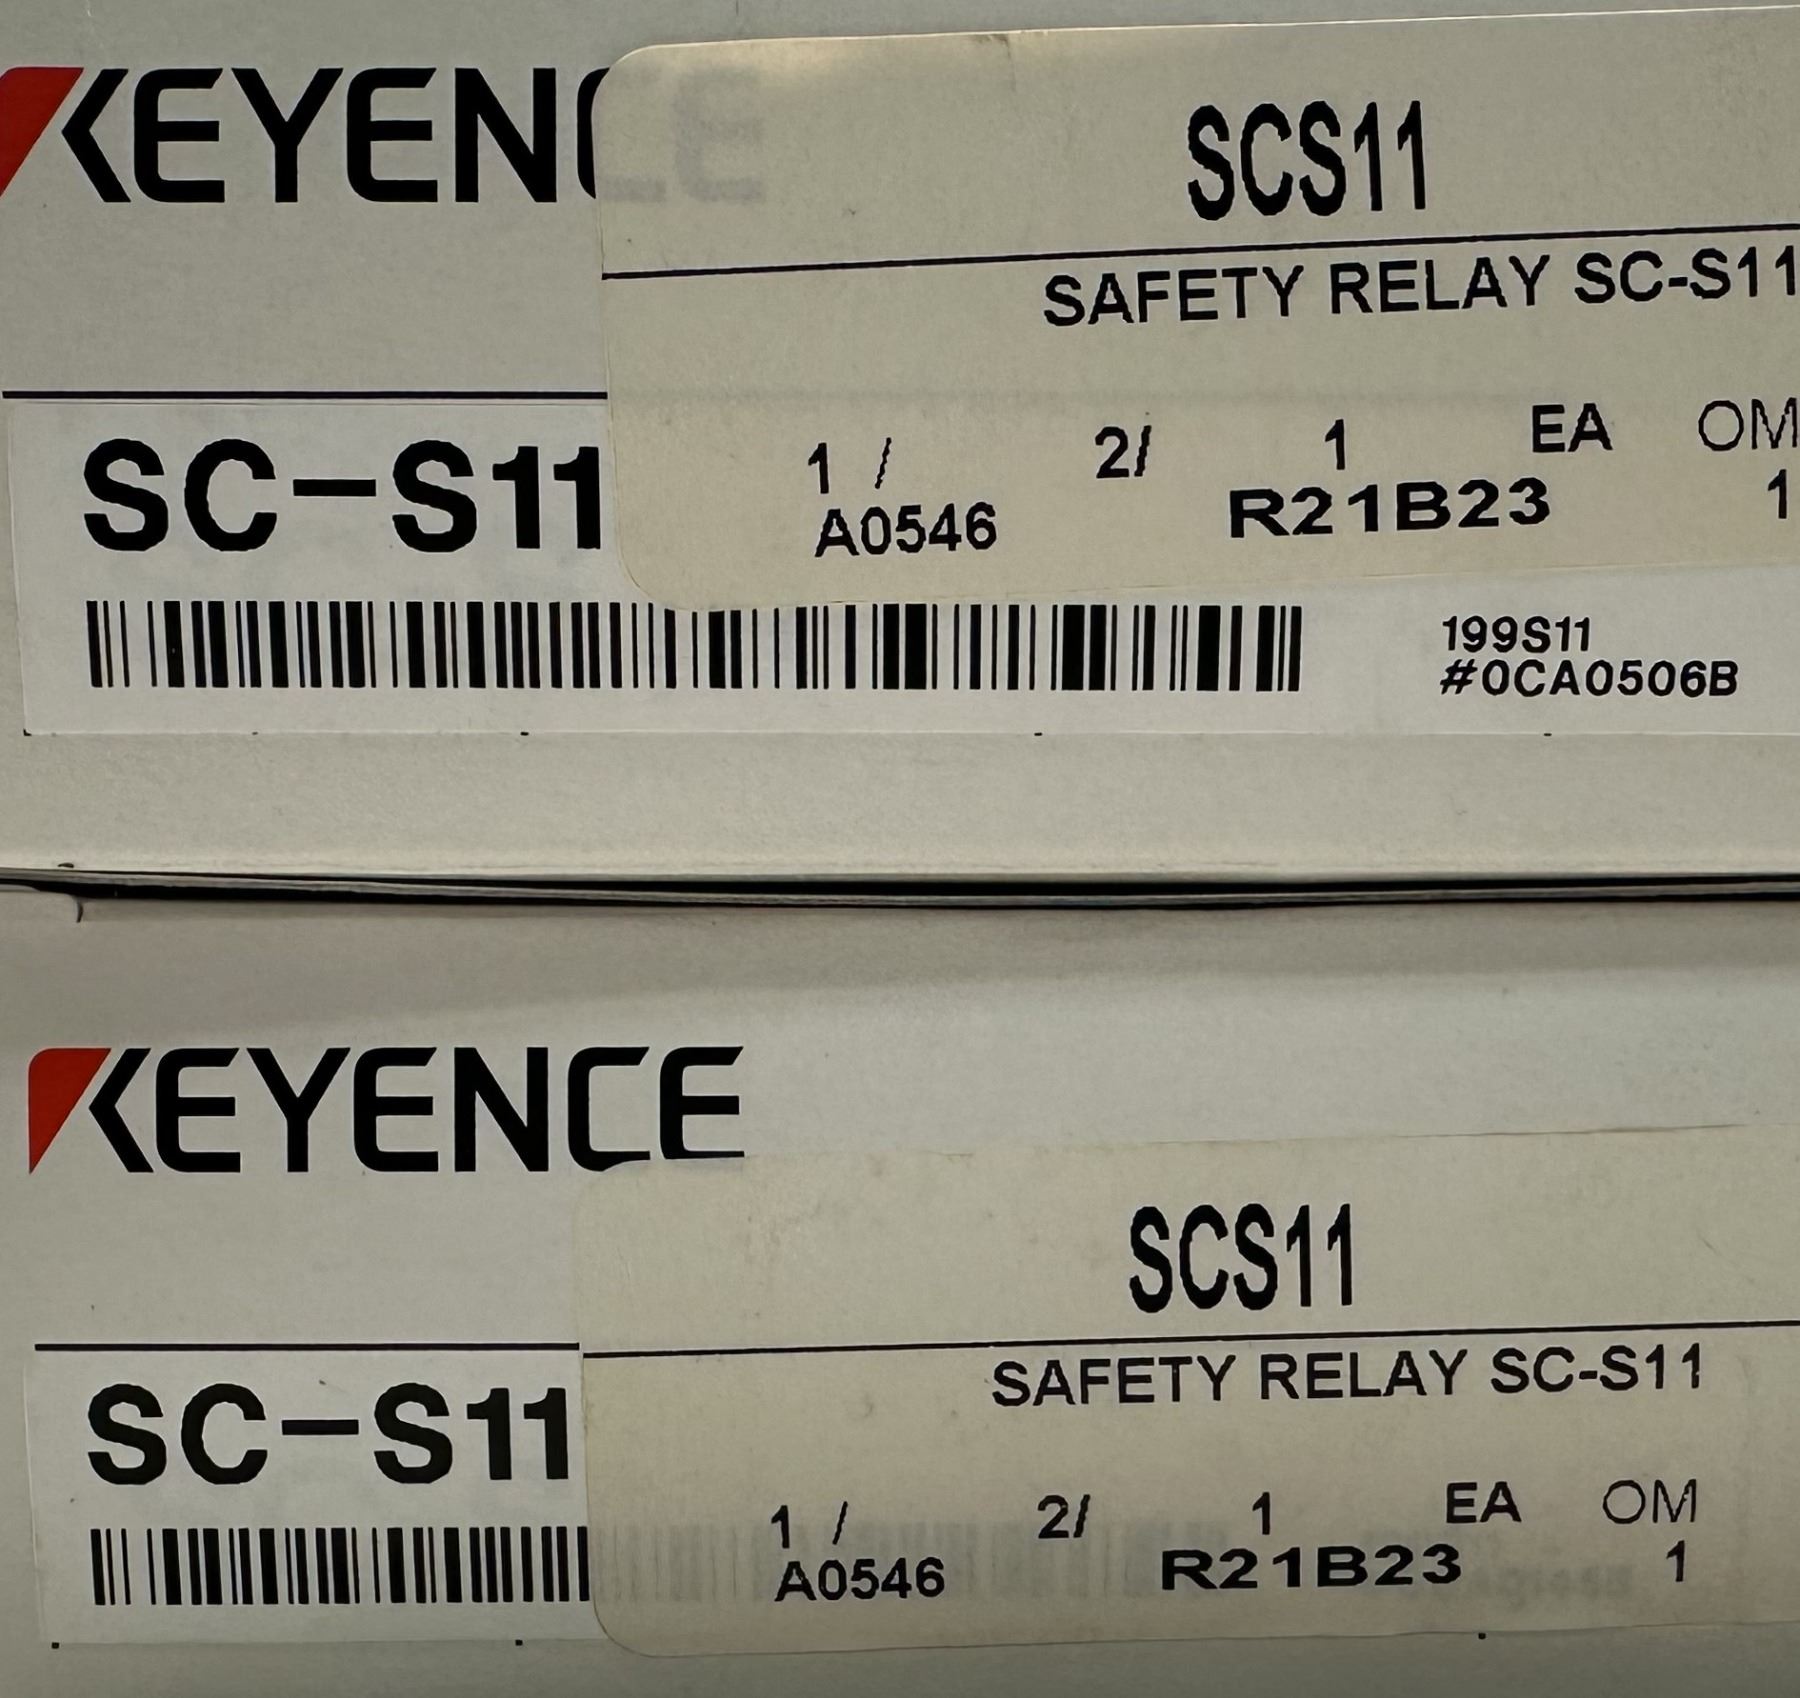 KEYEN
SCS11
SAFETY RELAY SC-S11
SC-S11
1 / 2/ 1 EA OM
A0546 R21B23 1
199S11
#0CA0506B
KEYENCE
SCS11
SAFETY RELAY SC-S11
SC-S11
1 / 2/ 1 EA OM
A0546 R21B23 1